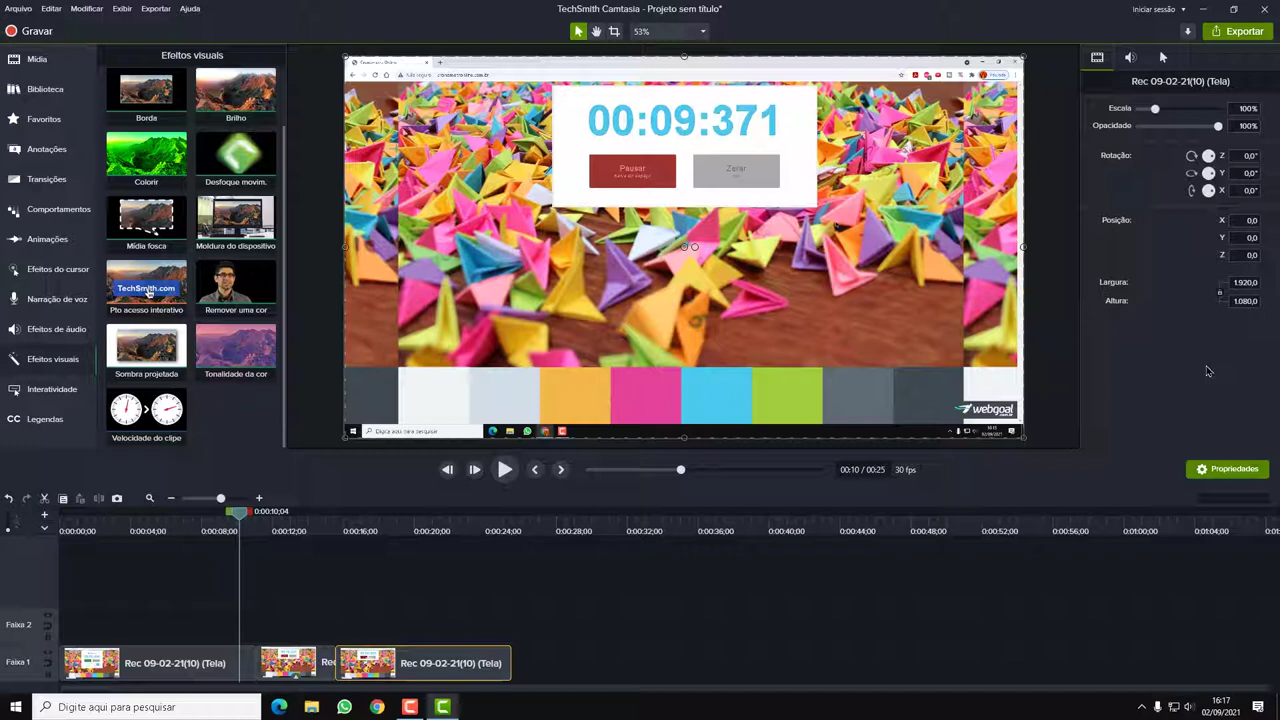 Arquivo Editar Modificar Exibir Exportar Ajuda
TechSmith Camtasia - Projeto sem título*
Iniciar sessão
Gravar
53%
Exportar
Mídia
Favoritos
Anotações
Transições
Comportamentos
Animações
Efeitos do cursor
Narração de voz
Efeitos de áudio
Efeitos visuais
Interatividade
CC Legendas
Efeitos visuais
Borda Brilho
Colorir Desfoque movim.
Mídia fosca Moldura do dispositivo
TechSmith.com
Pto acesso interativo Remover uma cor
Sombra projetada Tonalidade da cor
Velocidade do clipe
00:09:371
Pausar
Zerar
webgoal
Digite aqui para pesquisar
16:13
02/09/2021
09-02-21(10) (Tela)
Escala 100%
Opacidade 100%
Rotação: Z 0,0°
Y 0,0°
X 0,0°
Posição: X 0,0
Y 0,0
Z 0,0
Largura: 1.920,0
Altura: 1.080,0
00:10 / 00:25 30 fps
Propriedades
0:00:10;04
0:00:00;00 0:00:04;00 0:00:08;00 0:00:12;00 0:00:16;00 0:00:20;00 0:00:24;00 0:00:28;00 0:00:32;00 0:00:36;00 0:00:40;00 0:00:44;00 0:00:48;00 0:00:52;00 0:00:56;00 0:01:00;00 0:01:04;00
Faixa 2
Faixa 1
Rec 09-02-21(10) (Tela)
Rec 09-02-21(10) (Tela)
Digite aqui para pesquisar
16:17
02/09/2021